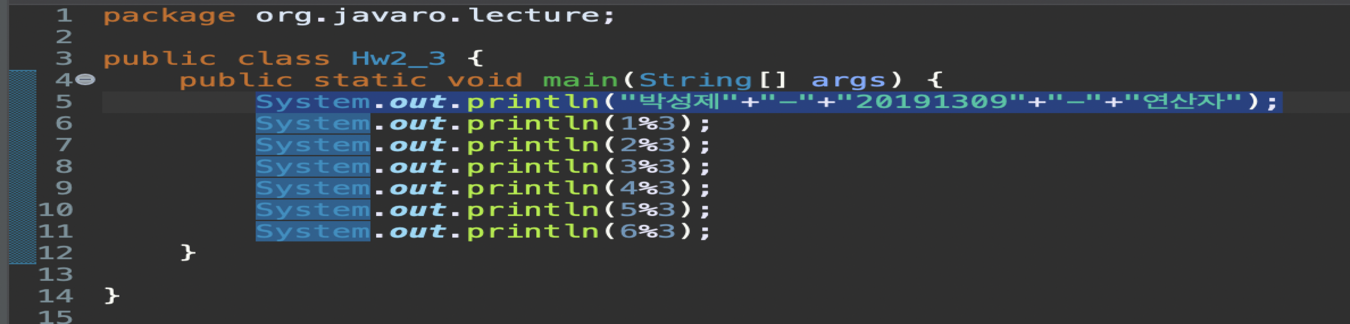 1 package org.javaro.lecture;
2
3 public class Hw2_3 {
4 public static void main(String[] args) {
5 System.out.println("박성제"+"-"+"20191309"+"-"+"연산자");
6 System.out.println(1%3);
7 System.out.println(2%3);
8 System.out.println(3%3);
9 System.out.println(4%3);
10 System.out.println(5%3);
11 System.out.println(6%3);
12 }
13
14 }
15